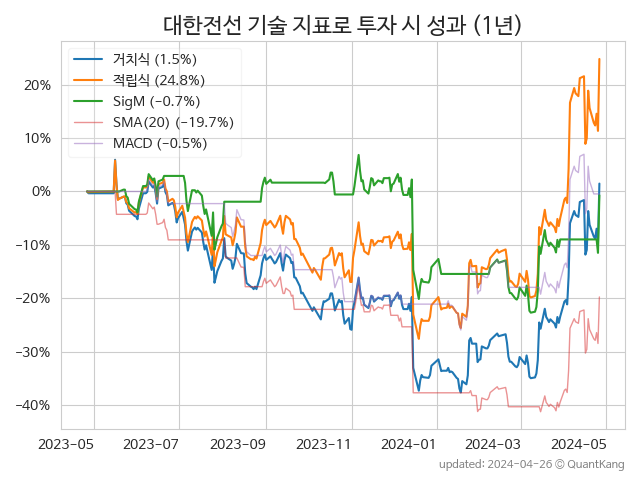 대한전선 기술 지표로 투자 시 성과 (1년)
거치식 (1.5%)
적립식 (24.8%)
SigM (−0.7%)
SMA(20) (−19.7%)
MACD (−0.5%)
20%
10%
0%
−10%
−20%
−30%
−40%
2023-05 2023-07 2023-09 2023-11 2024-01 2024-03 2024-05
updated: 2024-04-26 ⓒ QuantKang